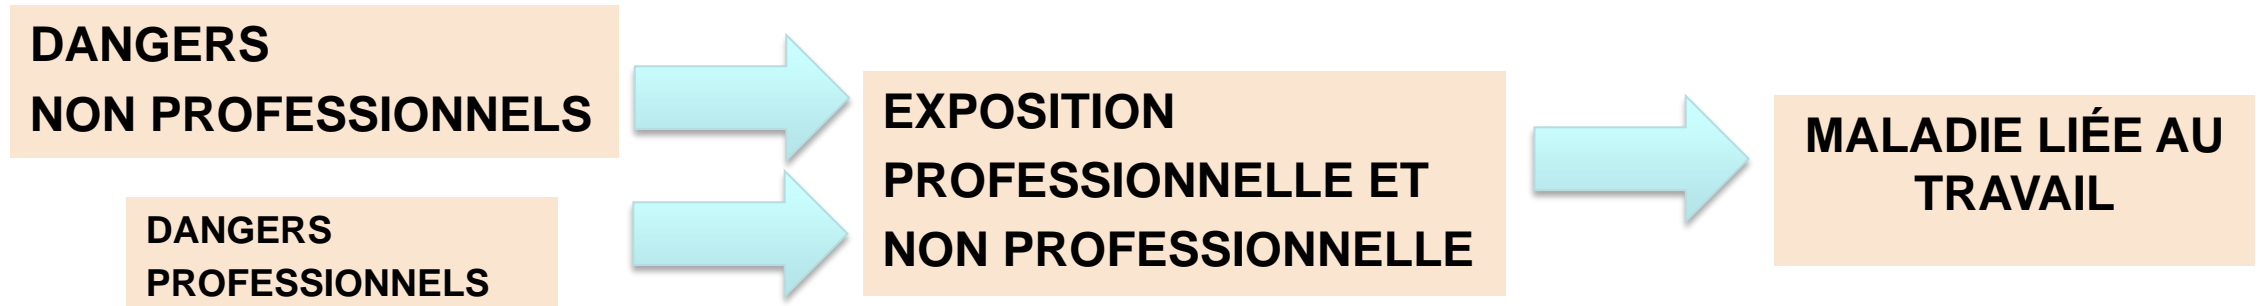 DANGERS
NON PROFESSIONNELS
DANGERS
PROFESSIONNELS
EXPOSITION
PROFESSIONNELLE ET
NON PROFESSIONNELLE
MALADIE LIÉE AU
TRAVAIL